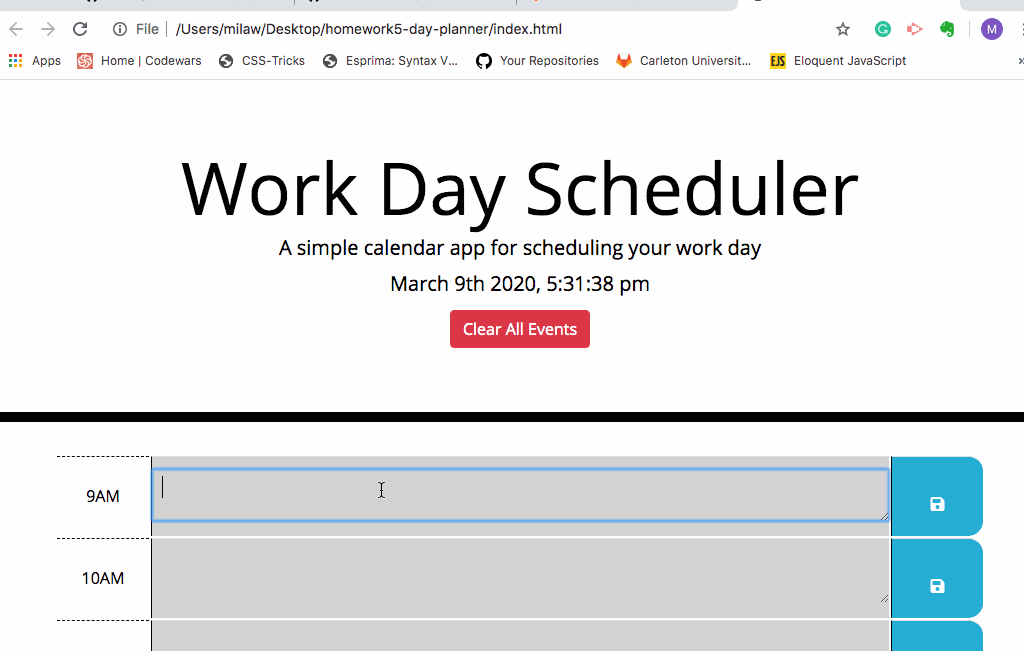 File /Users/milaw/Desktop/homework5-day-planner/index.html M
Apps Home | Codewars CSS-Tricks Esprima: Syntax V... Your Repositories Carleton Universit... EJS Eloquent JavaScript »
Work Day Scheduler
A simple calendar app for scheduling your work day
March 9th 2020, 5:31:38 pm
Clear All Events
9AM
10AM